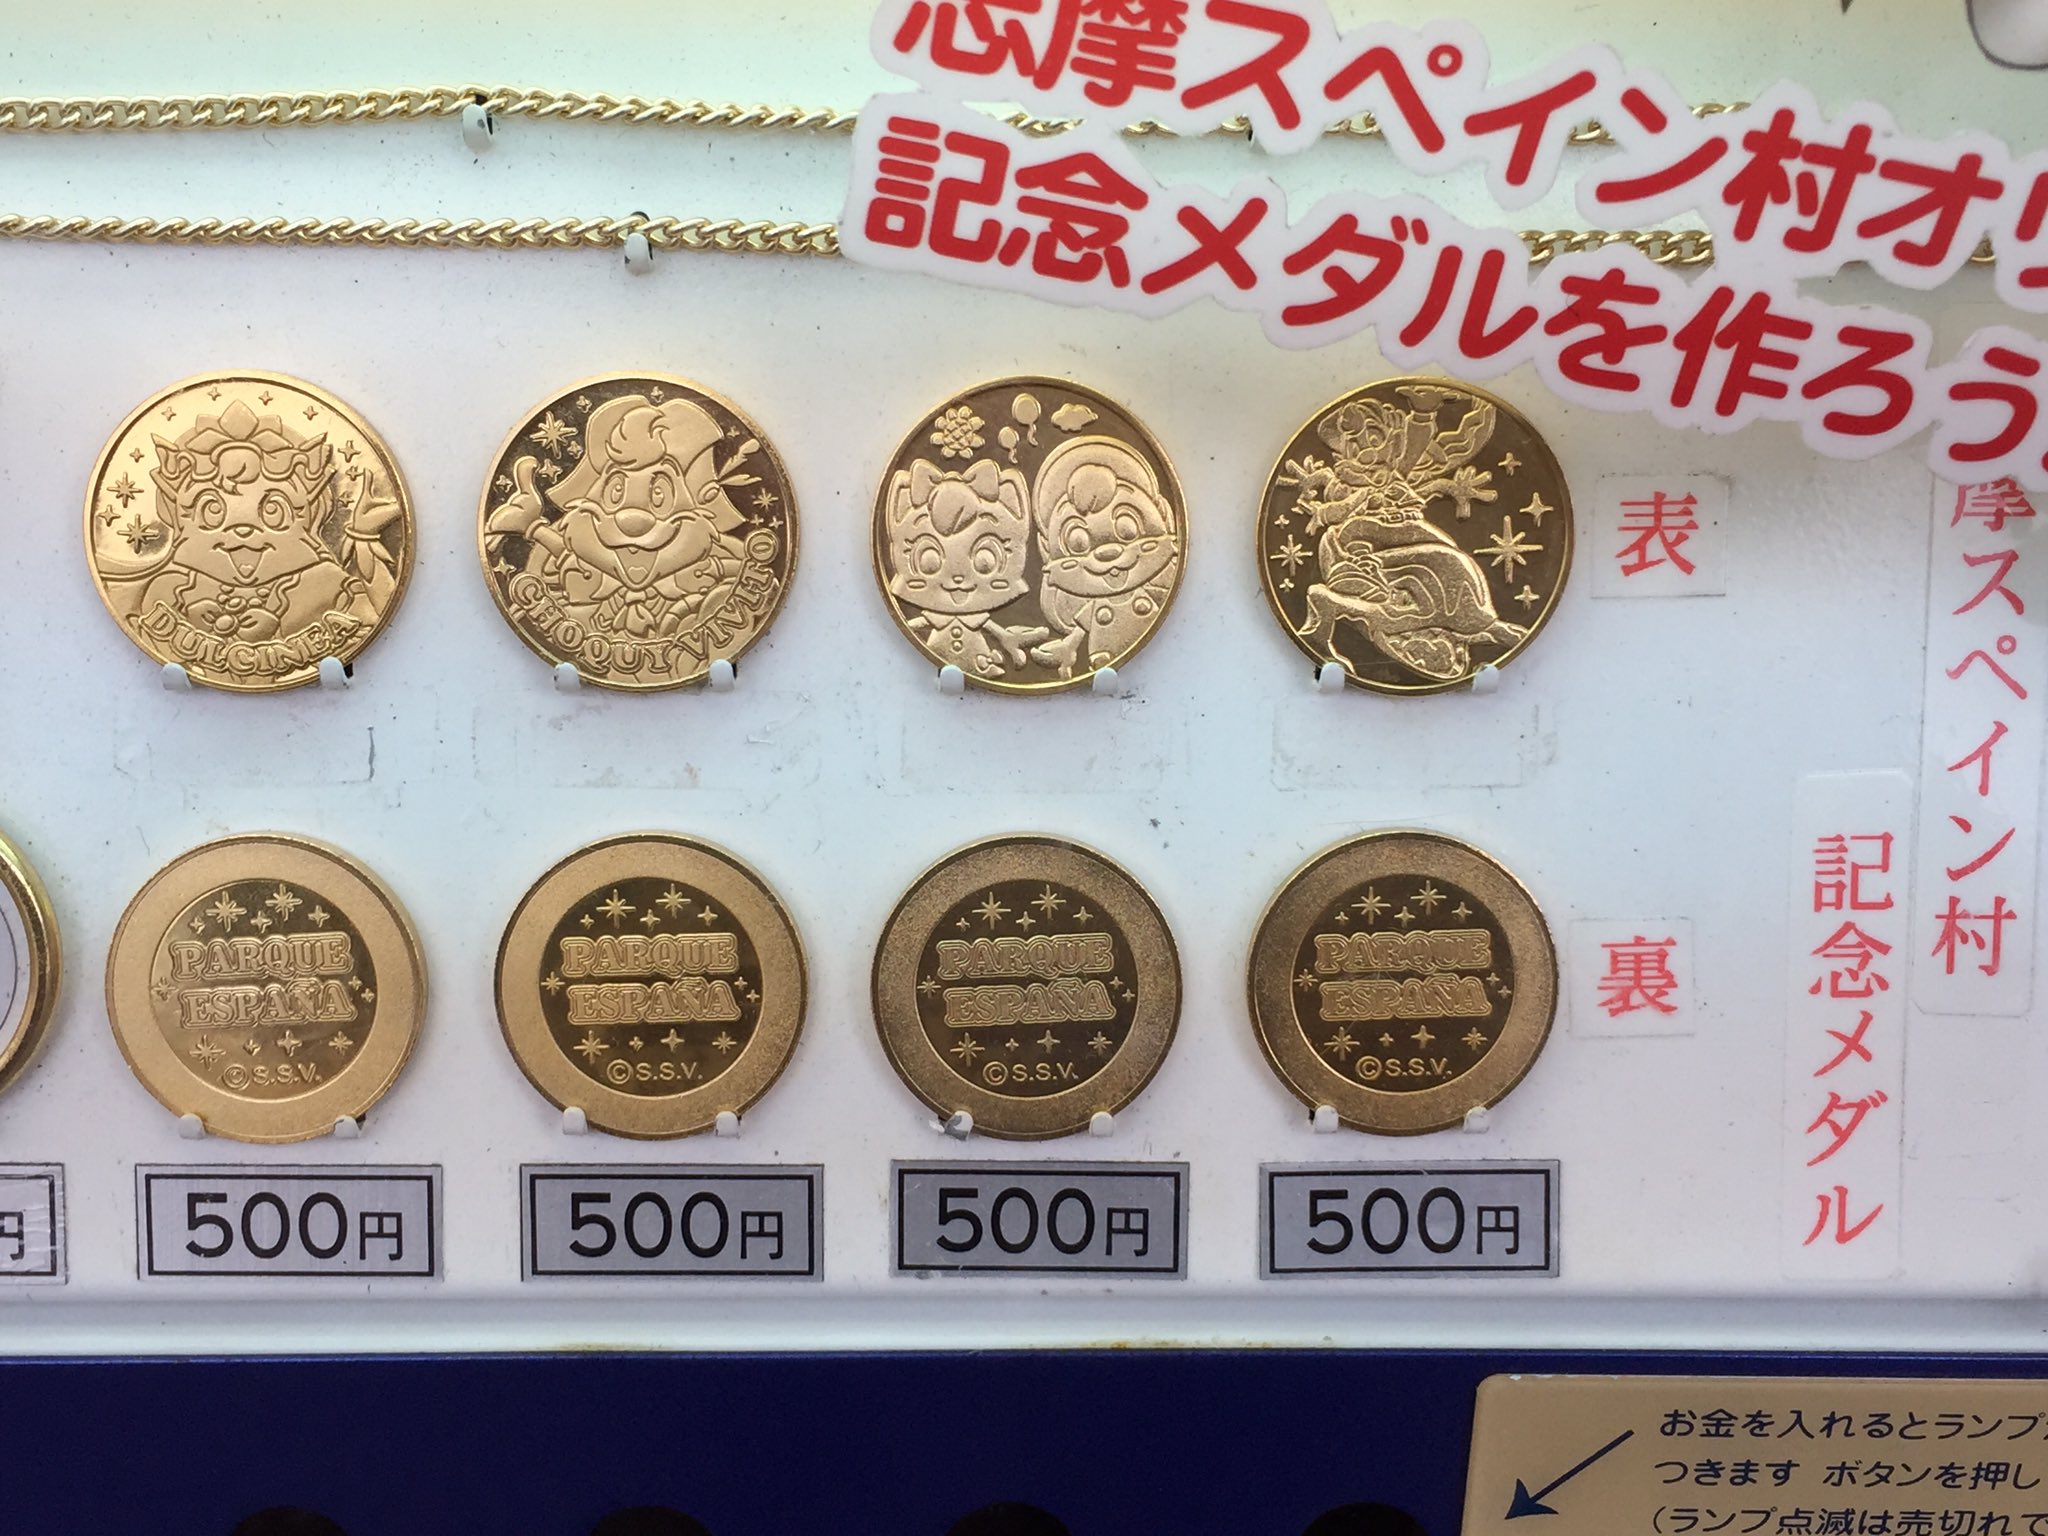 志摩スペイン村オリ
記念メダルを作ろう
DULCINEA
CHOQUY VIVITO
表
摩スペイン村
記念メダル
PARQUE
ESPAÑA
©S.S.V.
PARQUE
ESPAÑA
©S.S.V.
PARQUE
ESPAÑA
©S.S.V.
PARQUE
ESPAÑA
©S.S.V.
裏
円
500円
500円
500円
500円
お金を入れるとランプが
つきます ボタンを押し
(ランプ点滅は売切れで